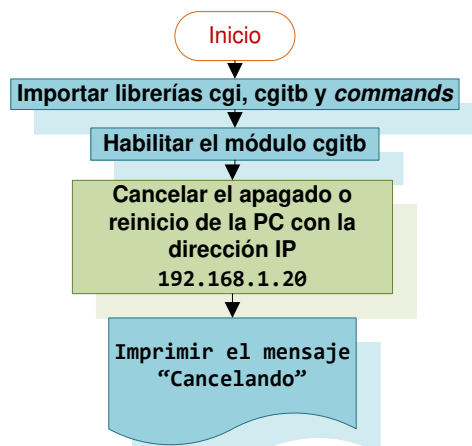 Inicio
Importar librerías cgi, cgitb y commands
Habilitar el módulo cgitb
Cancelar el apagado o
reinicio de la PC con la
dirección IP
192.168.1.20
Imprimir el mensaje
“Cancelando”